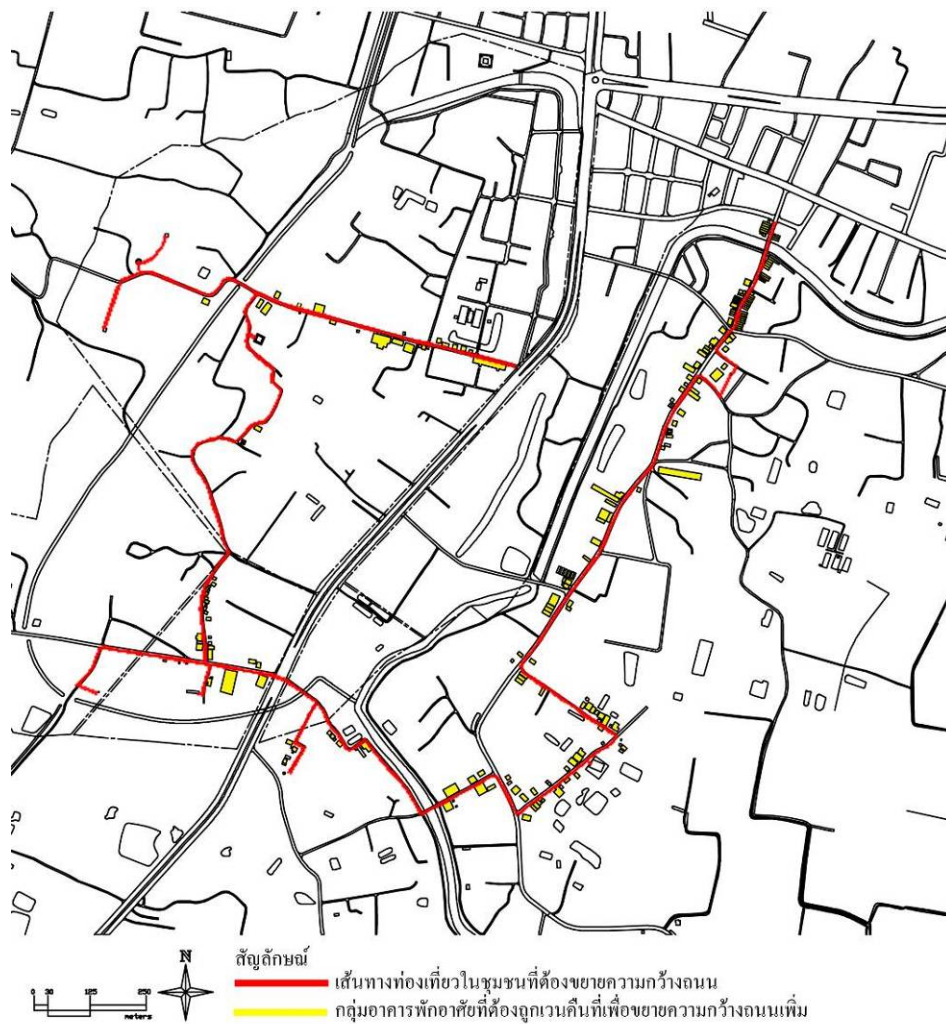 N
สัญลักษณ์
เส้นทางท่องเที่ยวในชุมชนที่ต้องขยายความกว้างถนน
กลุ่มอาคารพักอาศัยที่ต้องถูกเวนคืนที่เพื่อขยายความกว้างถนนเพิ่ม
0 30 125 250
meters